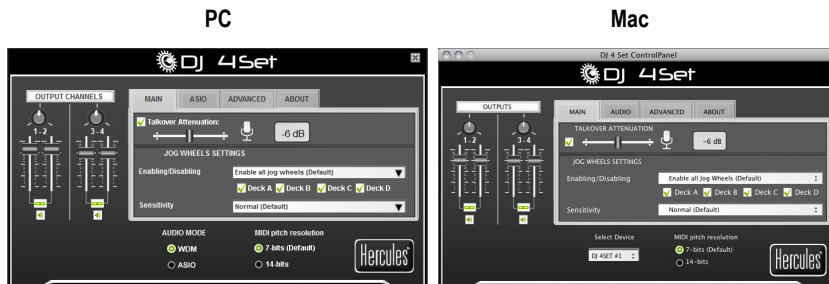 PC
DJ 4Set
OUTPUT CHANNELS
1-2
3-4
MAIN
ASIO
ADVANCED
ABOUT
Talkover Attenuation:
-6 dB
JOG WHEELS SETTINGS
Enabling/Disabling
Enable all jog wheels (Default)
Deck A
Deck B
Deck C
Deck D
Sensitivity
Normal (Default)
AUDIO MODE
WDM
ASIO
MIDI pitch resolution
7-bits (Default)
14-bits
Hercules
Mac
DJ 4 Set ControlPanel
DJ 4Set
OUTPUTS
1-2
3-4
MAIN
AUDIO
ADVANCED
ABOUT
TALKOVER ATTENUATION
-6 dB
JOG WHEELS SETTINGS
Enabling/Disabling
Enable all Jog Wheels (Default)
Deck A
Deck B
Deck C
Deck D
Sensitivity
Normal (Default)
Select Device
DJ 4SET #1
MIDI pitch resolution
7-bits (Default)
14-bits
Hercules